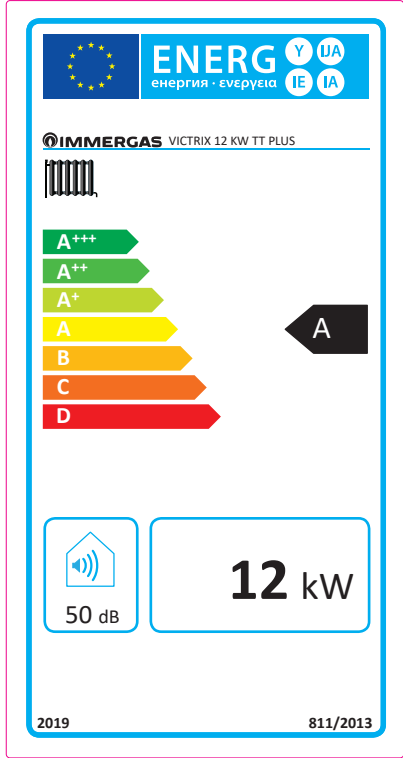 ENERG Y IJA
енергия · ενεργεια IE IA
IMMERGAS VICTRIX 12 KW TT PLUS
A+++
A++
A+
A
A
B
C
D
50 dB
12 kW
2019 811/2013